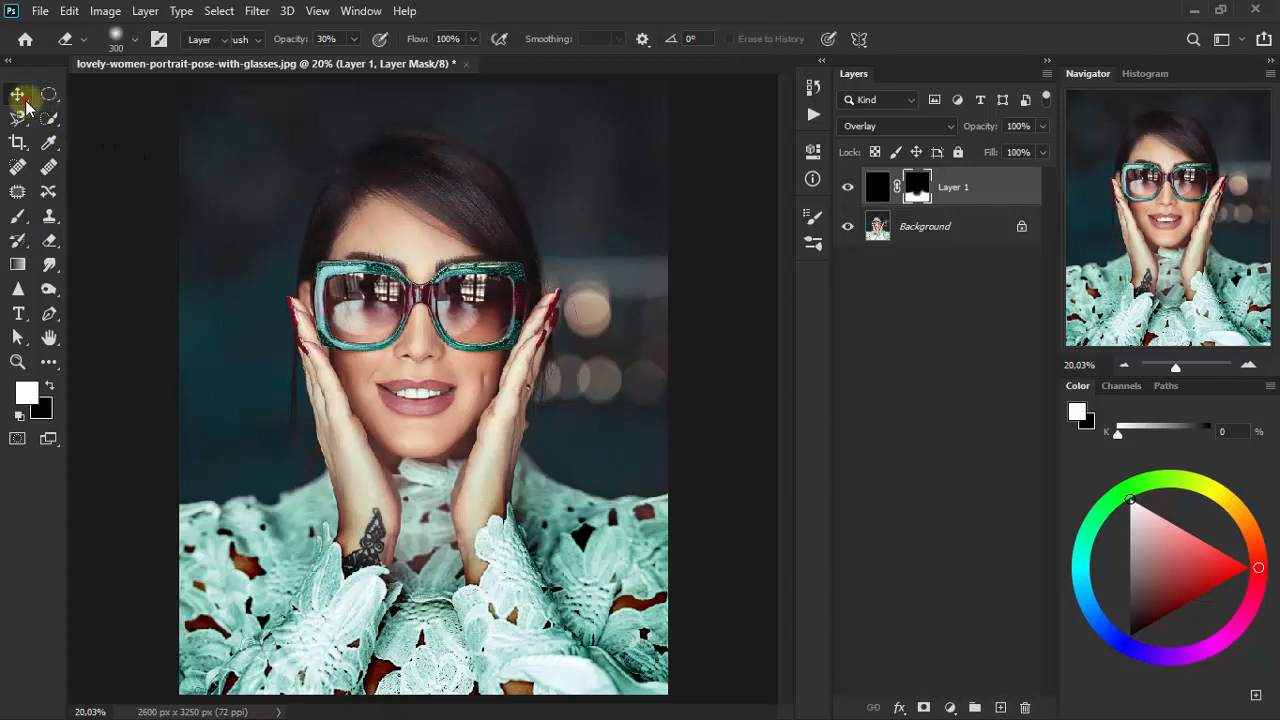 Ps File Edit Image Layer Type Select Filter 3D View Window Help
300 Layer ush Opacity: 30% Flow: 100% Smoothing: 0° Erase to History
lovely-women-portrait-pose-with-glasses.jpg @ 20% (Layer 1, Layer Mask/8) *
Layers
Navigator Histogram
Kind
Overlay Opacity: 100%
Lock: Fill: 100%
Layer 1
Background
20,03%
Color Channels Paths
K 0 %
20,03% 2600 px x 3250 px (72 ppi)